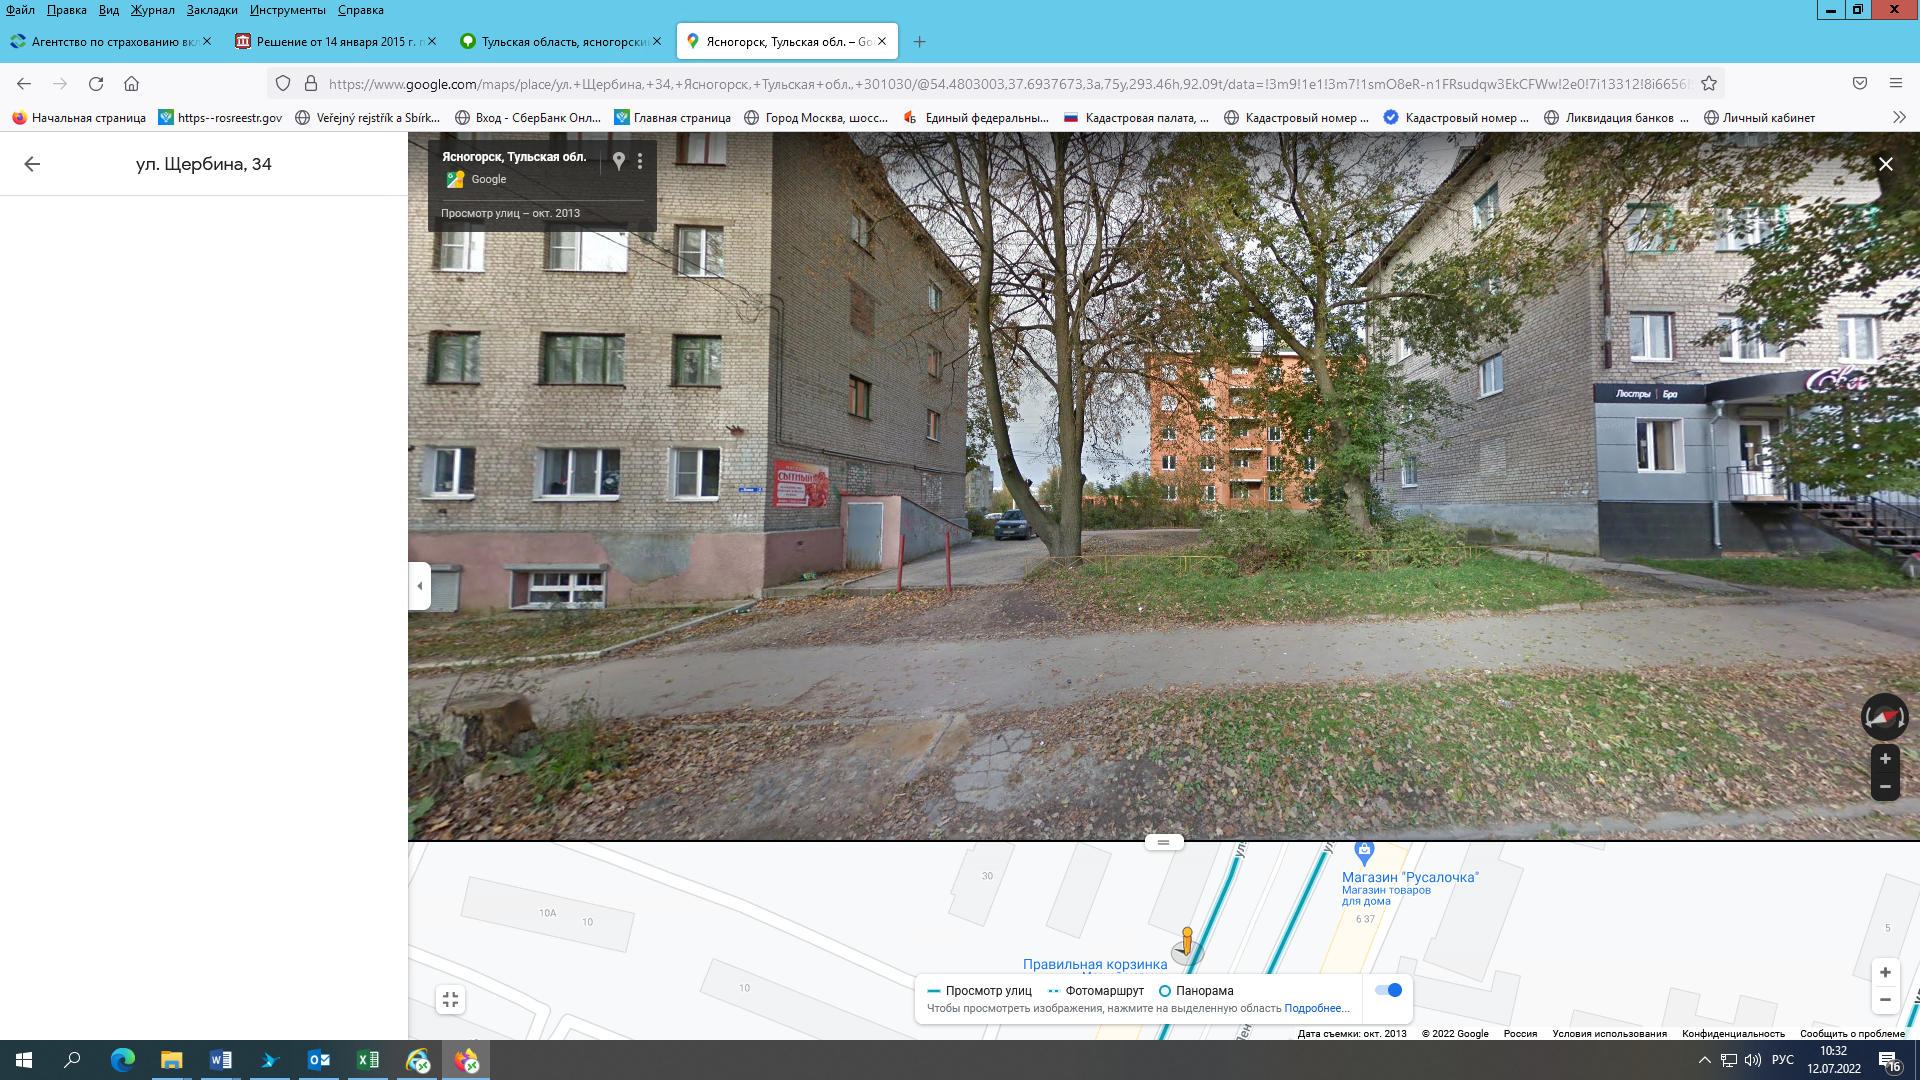 Файл Правка Вид Журнал Закладки Инструменты Справка
Агентство по страхованию вкл
Решение от 14 января 2015 г. п
Тульская область, ясногорский
Ясногорск, Тульская обл. – Go
https://www.google.com/maps/place/ул.+Щербина,+34,+Ясногорск,+Тульская+обл.,+301030/@54.4803003,37.6937673,3a,75y,293.46h,92.09t/data=!3m9!1e1!3m7!1smO8eR-n1FRsudqw3EkCFWw!2e0!7i13312!8i6656!
Начальная страница
https--rosreestr.gov
Veřejný rejstřík a Sbírk...
Вход - СберБанк Онл...
Главная страница
Город Москва, шосс...
Единый федеральны...
Кадастровая палата, ...
Кадастровый номер ...
Кадастровый номер ...
Ликвидация банков ...
Личный кабинет
ул. Щербина, 34
Ясногорск, Тульская обл.
Google
Просмотр улиц – окт. 2013
Люстры Бра
СЫТНЫЙ
30
10А
10
10
Магазин "Русалочка"
Магазин товаров
для дома
6 37
5
Правильная корзинка
Просмотр улиц Фотомаршрут Панорама
Чтобы просмотреть изображения, нажмите на выделенную область Подробнее...
Дата съемки: окт. 2013 © 2022 Google Россия Условия использования Конфиденциальность Сообщить о проблеме
РУС
10:32
12.07.2022
16